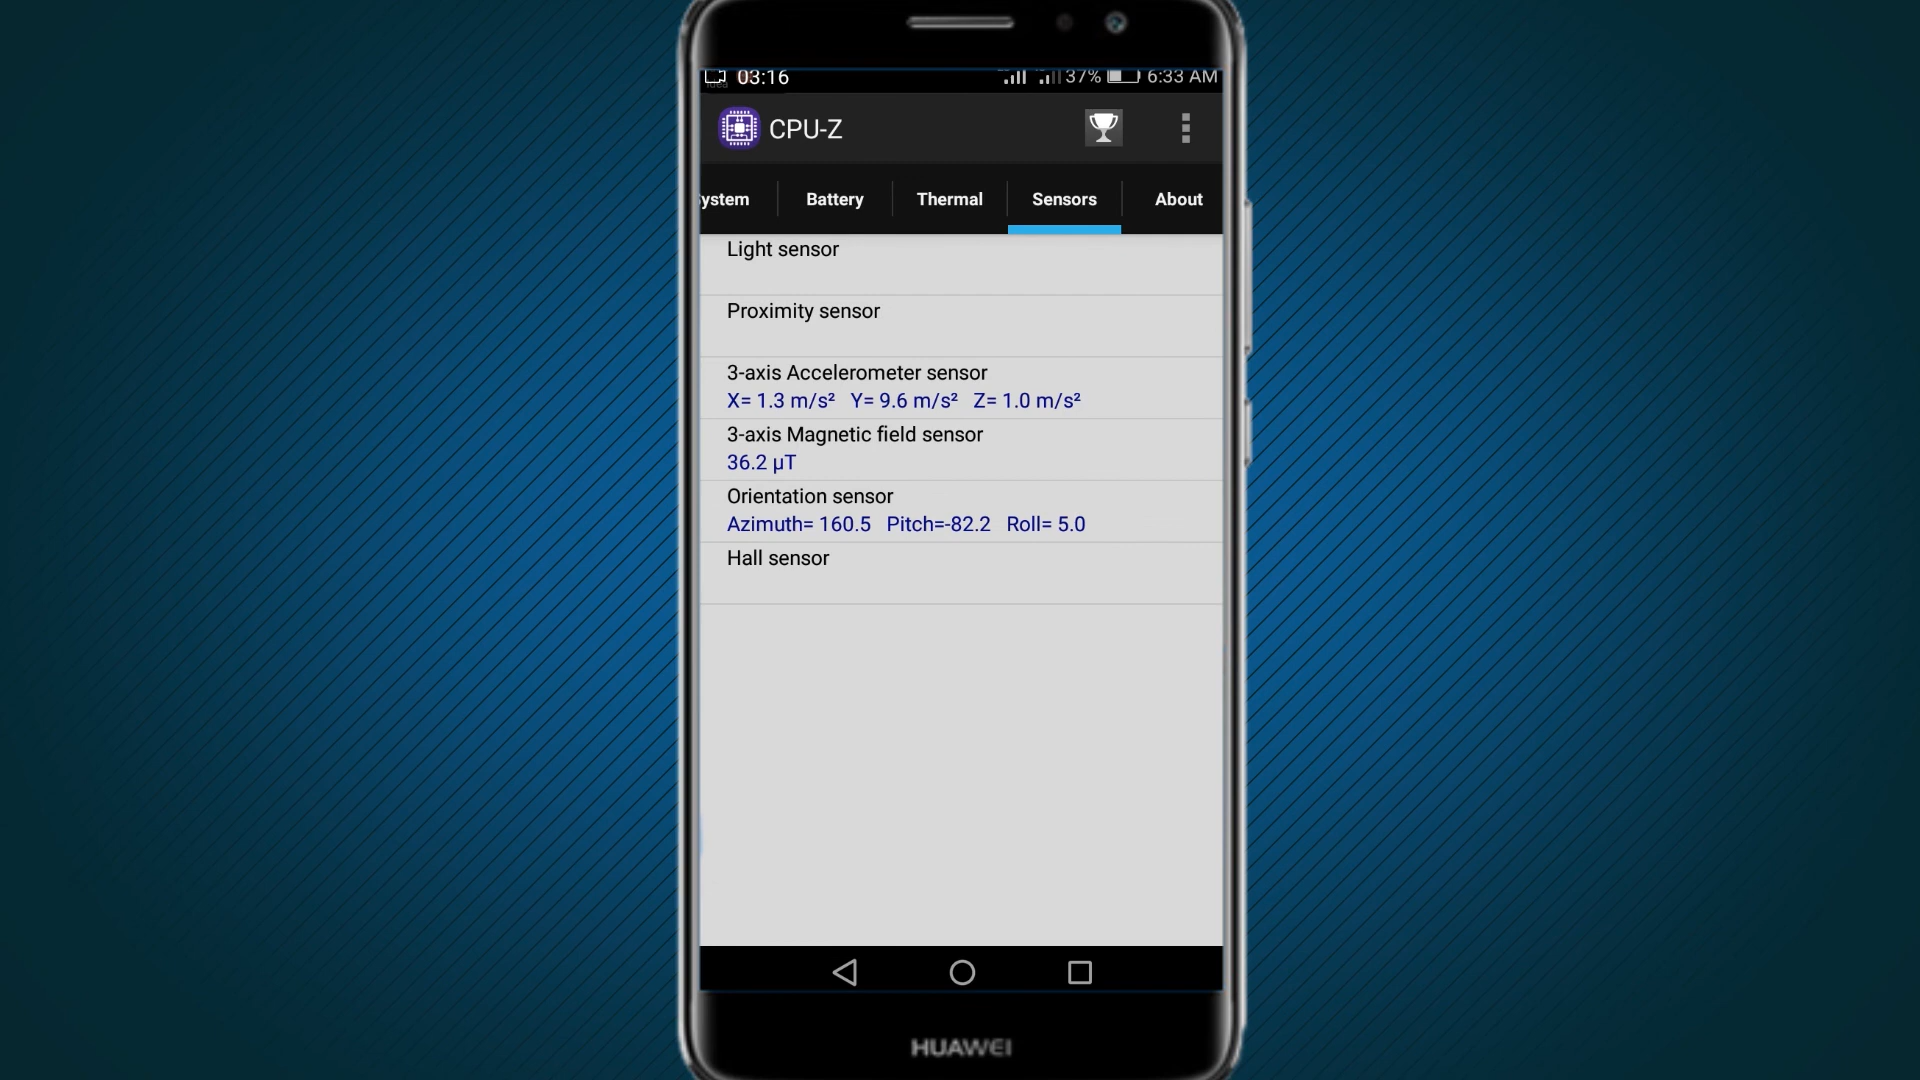 03:16 37% 6:33 AM
Idea
CPU-Z
ystem Battery Thermal Sensors About
Light sensor
Proximity sensor
3-axis Accelerometer sensor
X= 1.3 m/s² Y= 9.6 m/s² Z= 1.0 m/s²
3-axis Magnetic field sensor
36.2 µT
Orientation sensor
Azimuth= 160.5 Pitch=-82.2 Roll= 5.0
Hall sensor
HUAWEI